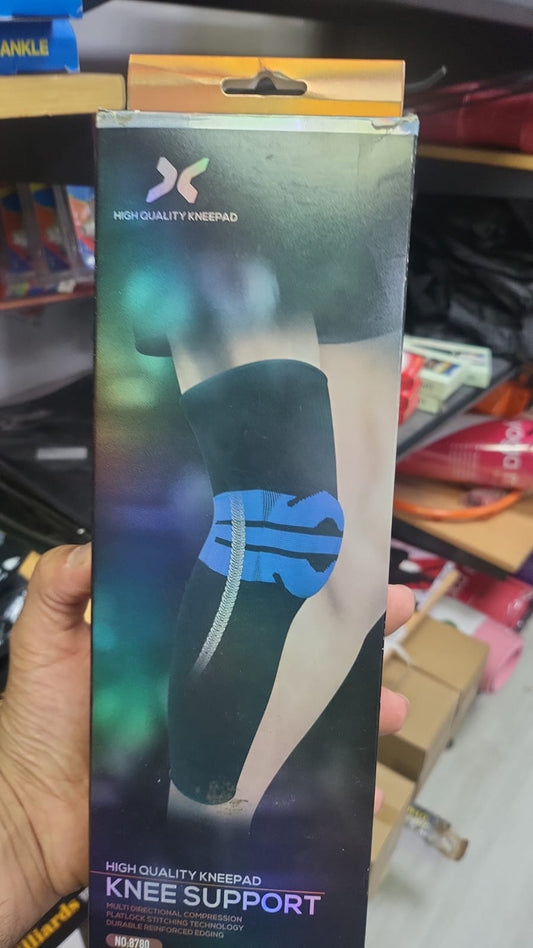 ANKLE
HIGH QUALITY KNEEPAD
HIGH QUALITY KNEEPAD
KNEE SUPPORT
MULTI DIRECTIONAL COMPRESSION
FLATLOCK STITCHING TECHNOLOGY
DURABLE REINFORCED EDGING
NO:8780
illiards